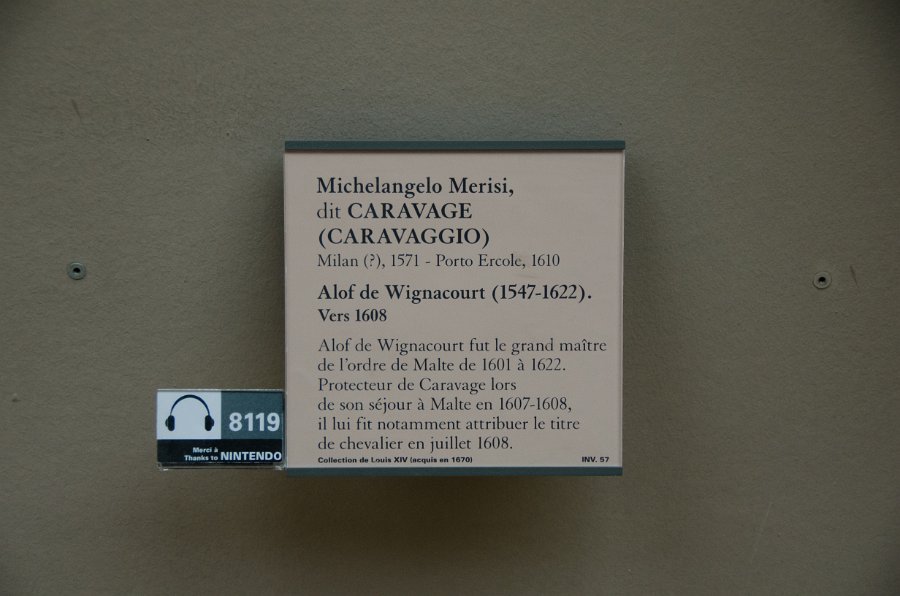 Michelangelo Merisi,
dit CARAVAGE
(CARAVAGGIO)
Milan (?), 1571 - Porto Ercole, 1610
Alof de Wignacourt (1547-1622).
Vers 1608
Alof de Wignacourt fut le grand maître
de l'ordre de Malte de 1601 à 1622.
Protecteur de Caravage lors
de son séjour à Malte en 1607-1608,
il lui fit notamment attribuer le titre
de chevalier en juillet 1608.
Collection de Louis XIV (acquis en 1670) INV. 57
8119
Merci à
Thanks to NINTENDO